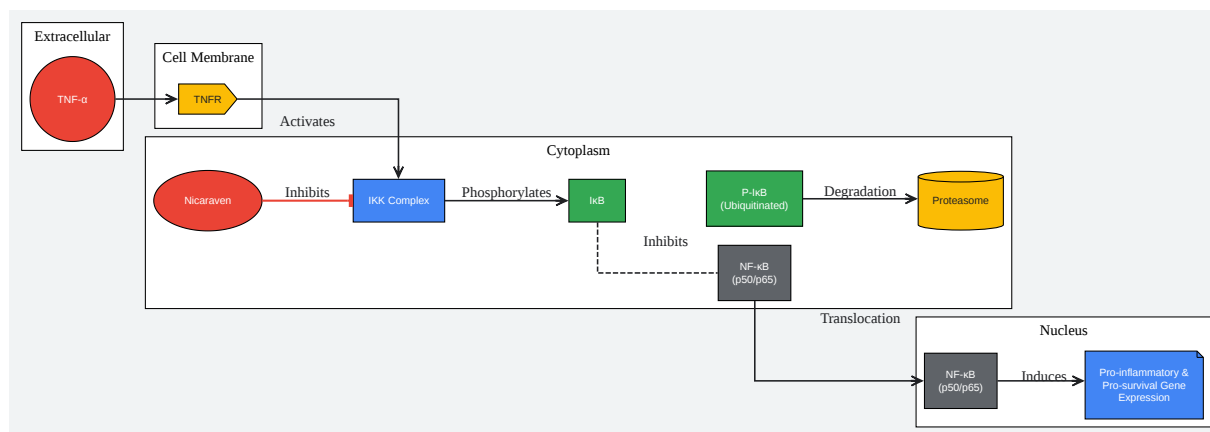 Extracellular
TNF-α
Cell Membrane
TNFR
Activates
Cytoplasm
Nicaraven
Inhibits
IKK Complex
Phosphorylates
IκB
P-IκB
(Ubiquitinated)
Degradation
Proteasome
Inhibits
NF-κB
(p50/p65)
Translocation
Nucleus
NF-κB
(p50/p65)
Induces
Pro-inflammatory &
Pro-survival Gene
Expression